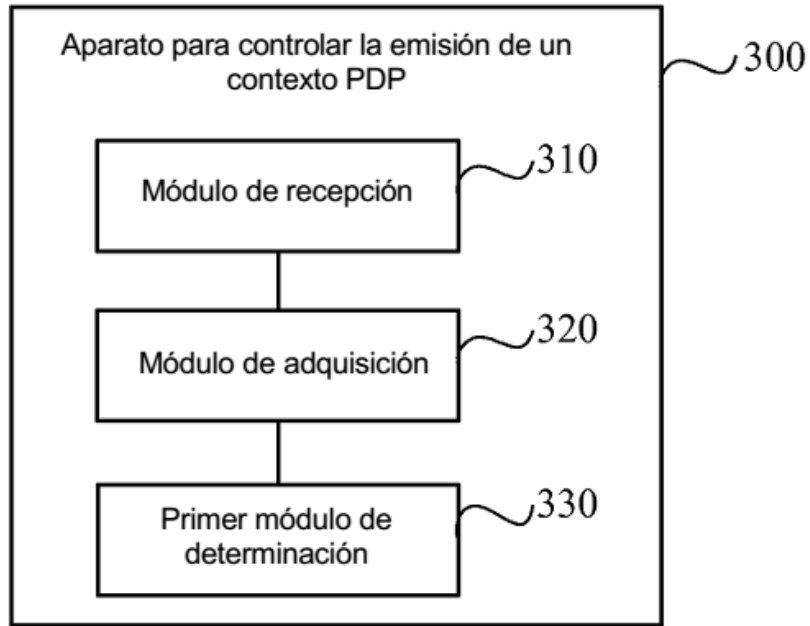 Aparato para controlar la emisión de un
contexto PDP
300
Módulo de recepción
310
Módulo de adquisición
320
Primer módulo de
determinación
330